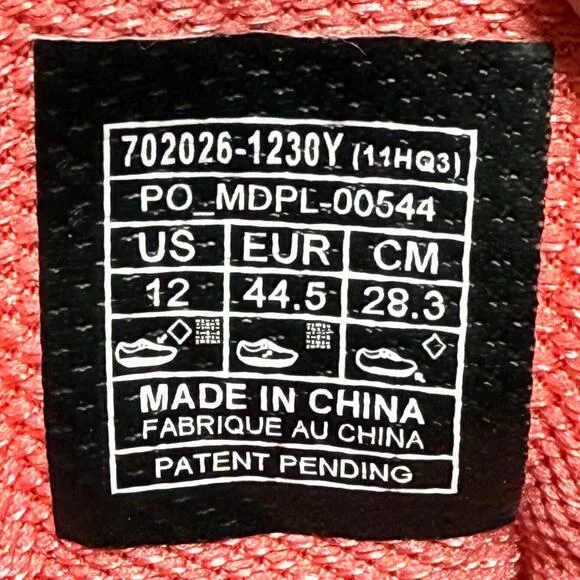 702026-1230Y (11HQ3)
PO_MDPL-00544
US EUR CM
12 44.5 28.3
MADE IN CHINA
FABRIQUE AU CHINA
PATENT PENDING